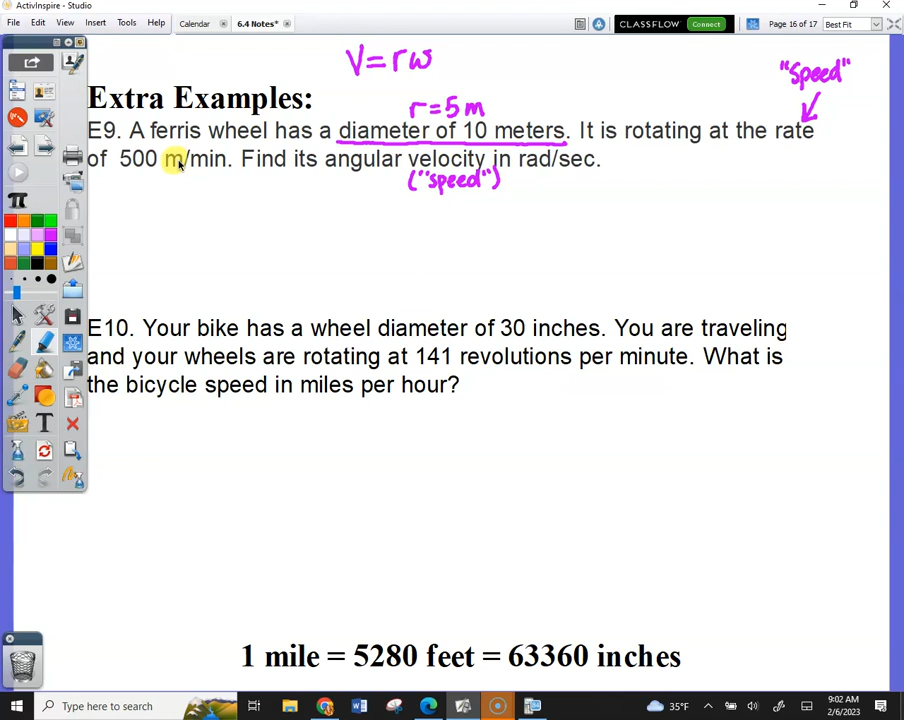 ActivInspire - Studio
File Edit View Insert Tools Help
Calendar
6.4 Notes*
CLASSFLOW
Connect
Page 16 of 17
Best Fit
V = rw
"speed"
Extra Examples:
r = 5 m
E9. A ferris wheel has a diameter of 10 meters. It is rotating at the rate
of 500 m/min. Find its angular velocity in rad/sec.
("speed")
E10. Your bike has a wheel diameter of 30 inches. You are traveling
and your wheels are rotating at 141 revolutions per minute. What is
the bicycle speed in miles per hour?
1 mile = 5280 feet = 63360 inches
Type here to search
35°F
9:02 AM
2/6/2023